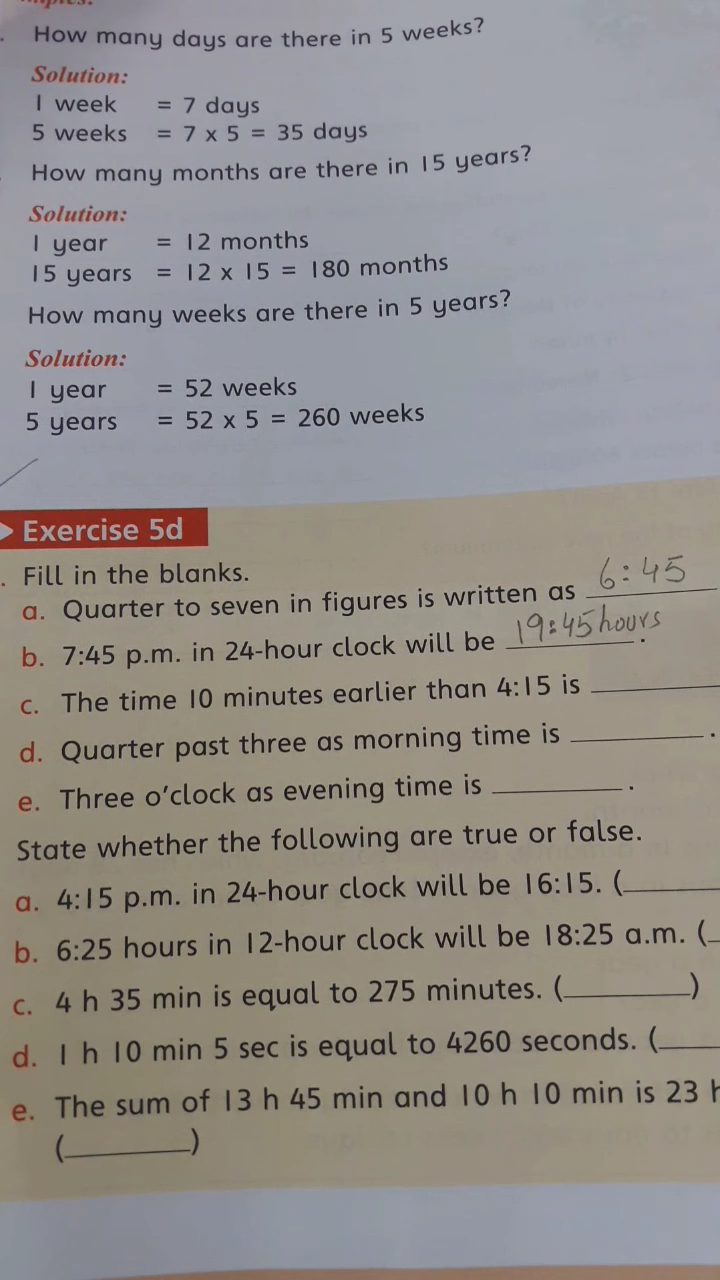 How many days are there in 5 weeks?
Solution:
1 week = 7 days
5 weeks = 7 x 5 = 35 days
How many months are there in 15 years?
Solution:
1 year = 12 months
15 years = 12 x 15 = 180 months
How many weeks are there in 5 years?
Solution:
1 year = 52 weeks
5 years = 52 x 5 = 260 weeks
Exercise 5d
. Fill in the blanks.
a. Quarter to seven in figures is written as 6:45
b. 7:45 p.m. in 24-hour clock will be 19:45 hours.
c. The time 10 minutes earlier than 4:15 is ________
d. Quarter past three as morning time is ________.
e. Three o'clock as evening time is ________.
State whether the following are true or false.
a. 4:15 p.m. in 24-hour clock will be 16:15. (________
b. 6:25 hours in 12-hour clock will be 18:25 a.m. (_
c. 4 h 35 min is equal to 275 minutes. (________)
d. 1 h 10 min 5 sec is equal to 4260 seconds. (____
e. The sum of 13 h 45 min and 10 h 10 min is 23 h
(________)